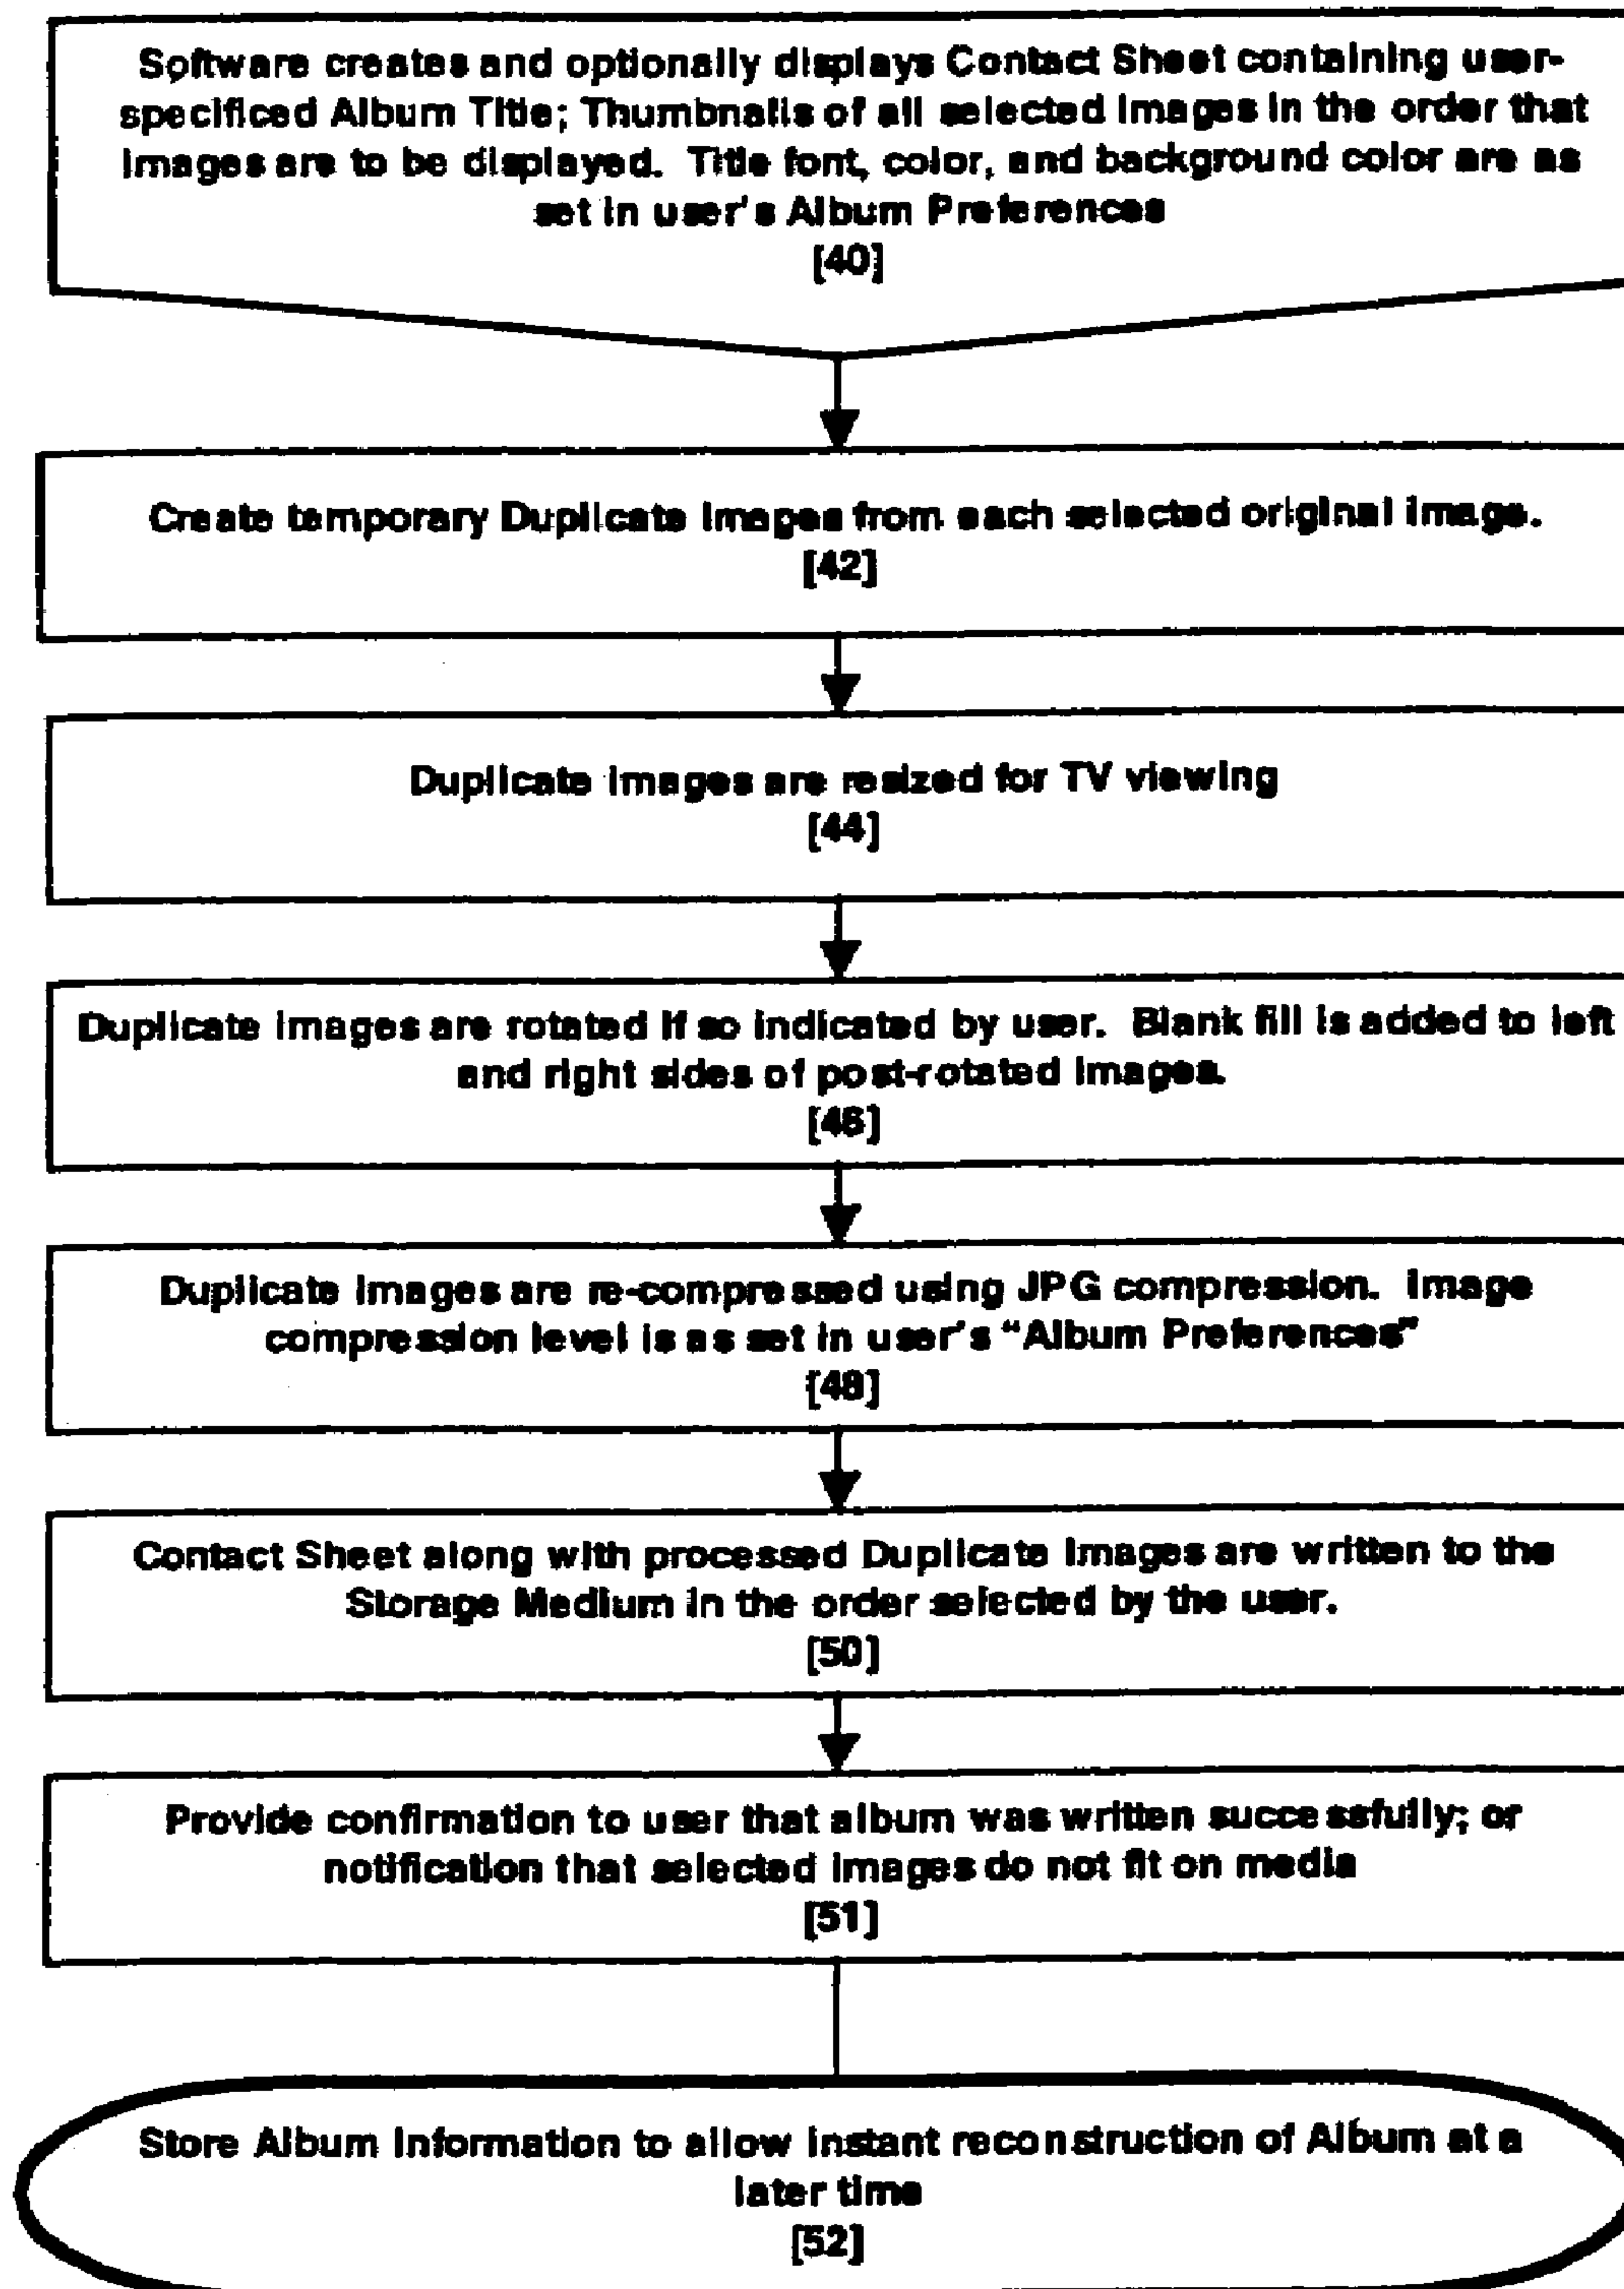 Software creates and optionally displays Contact Sheet containing user-
specificed Album Title; Thumbnails of all selected images in the order that
images are to be displayed. Title font, color, and background color are as
set in user's Album Preferences
[40]
Create temporary Duplicate Images from each selected original image.
[42]
Duplicate images are resized for TV viewing
[44]
Duplicate images are rotated if so indicated by user. Blank fill is added to left
and right sides of post-rotated images.
[46]
Duplicate images are re-compressed using JPG compression. Image
compression level is as set in user's "Album Preferences"
[48]
Contact Sheet along with processed Duplicate Images are written to the
Storage Medium in the order selected by the user.
[50]
Provide confirmation to user that album was written successfully; or
notification that selected images do not fit on media
[51]
Store Album Information to allow instant reconstruction of Album at a
later time
[52]